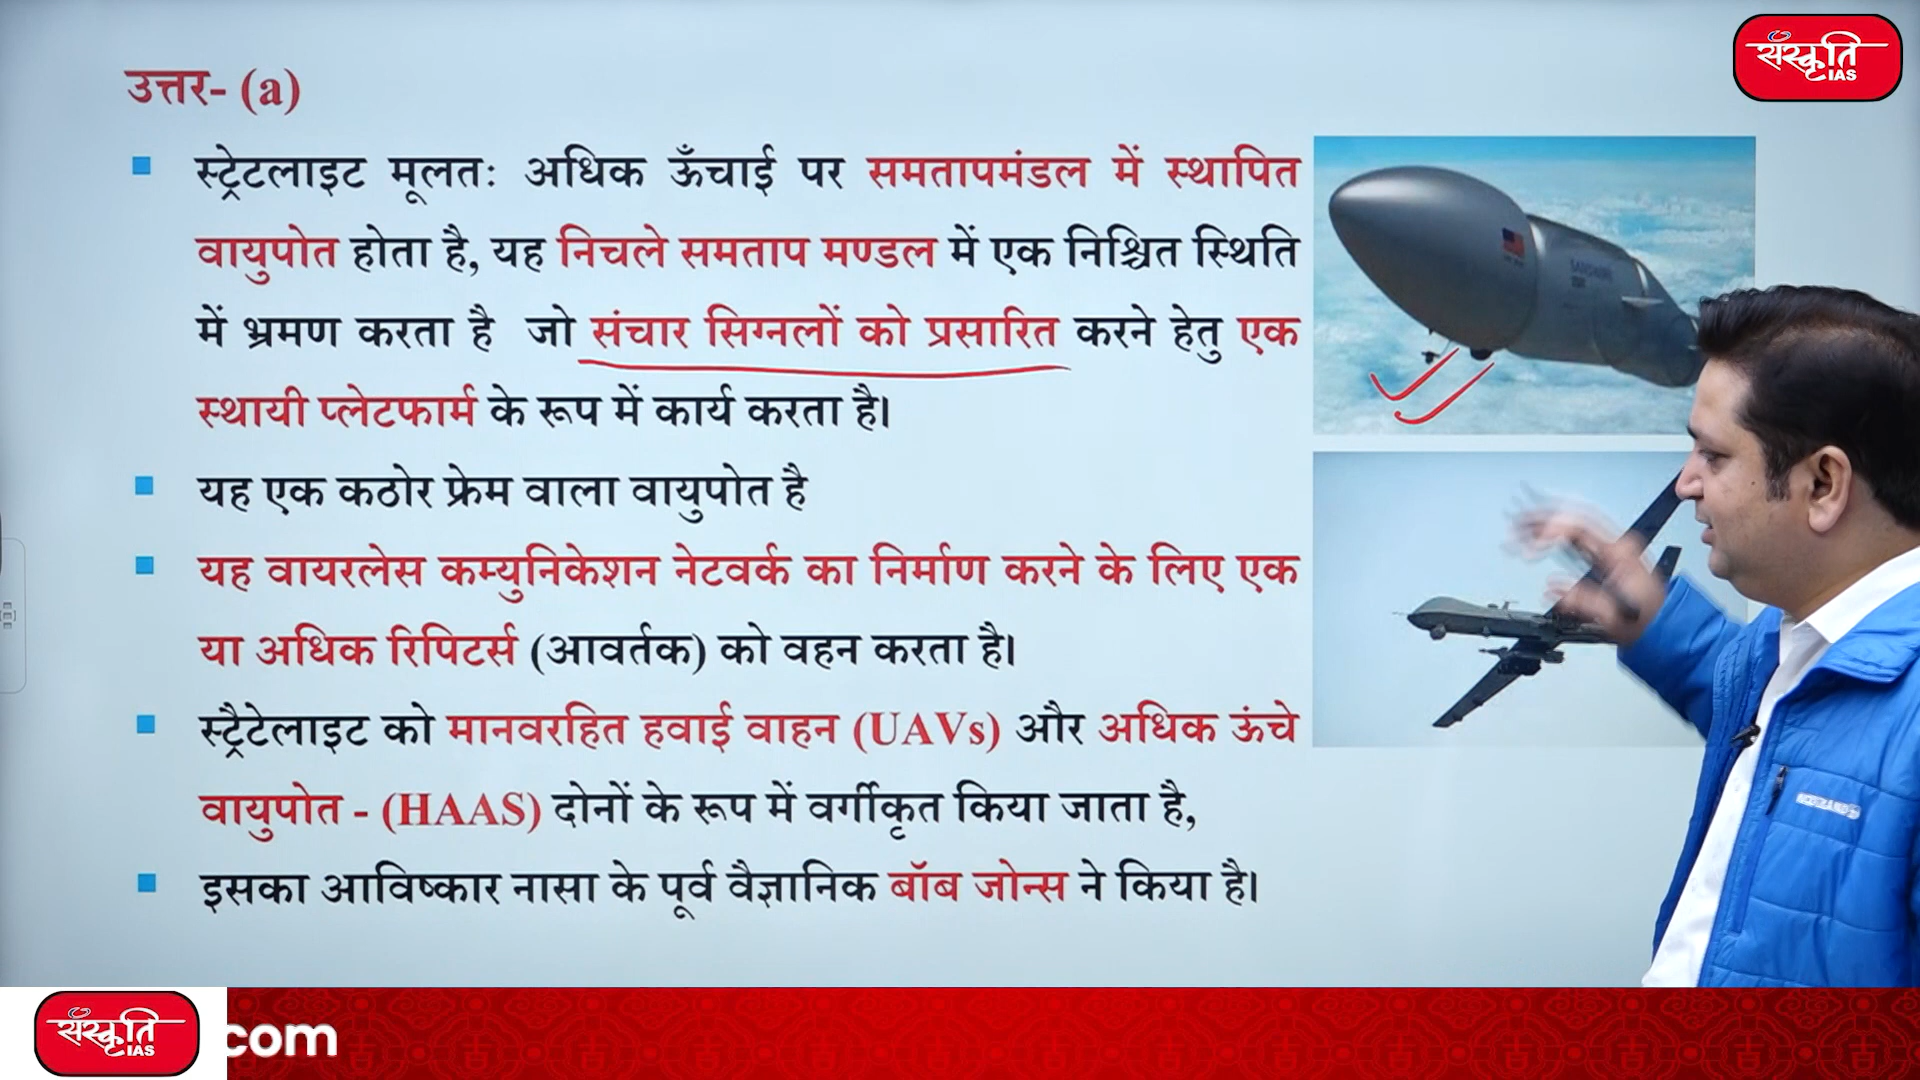 संस्कृति
IAS
उत्तर- (a)
स्ट्रेटलाइट मूलतः अधिक ऊँचाई पर समतापमंडल में स्थापित
वायुपोत होता है, यह निचले समताप मण्डल में एक निश्चित स्थिति
में भ्रमण करता है जो संचार सिग्नलों को प्रसारित करने हेतु एक
स्थायी प्लेटफार्म के रूप में कार्य करता है।
यह एक कठोर फ्रेम वाला वायुपोत है
यह वायरलेस कम्युनिकेशन नेटवर्क का निर्माण करने के लिए एक
या अधिक रिपिटर्स (आवर्तक) को वहन करता है।
स्ट्रैटेलाइट को मानवरहित हवाई वाहन (UAVs) और अधिक ऊंचे
वायुपोत - (HAAS) दोनों के रूप में वर्गीकृत किया जाता है,
इसका आविष्कार नासा के पूर्व वैज्ञानिक बॉब जोन्स ने किया है।
संस्कृति
IAS
.com